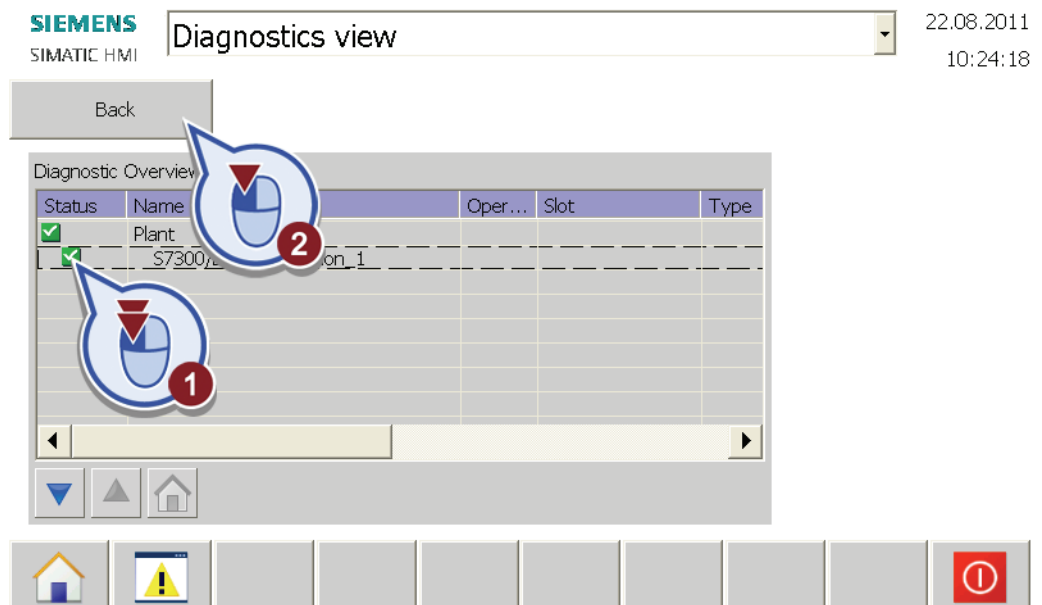 SIEMENS
SIMATIC HMI
Diagnostics view
22.08.2011
10:24:18
Back
Diagnostic Overview
Status Name Oper... Slot Type
Plant
S7300/ on_1
2
1